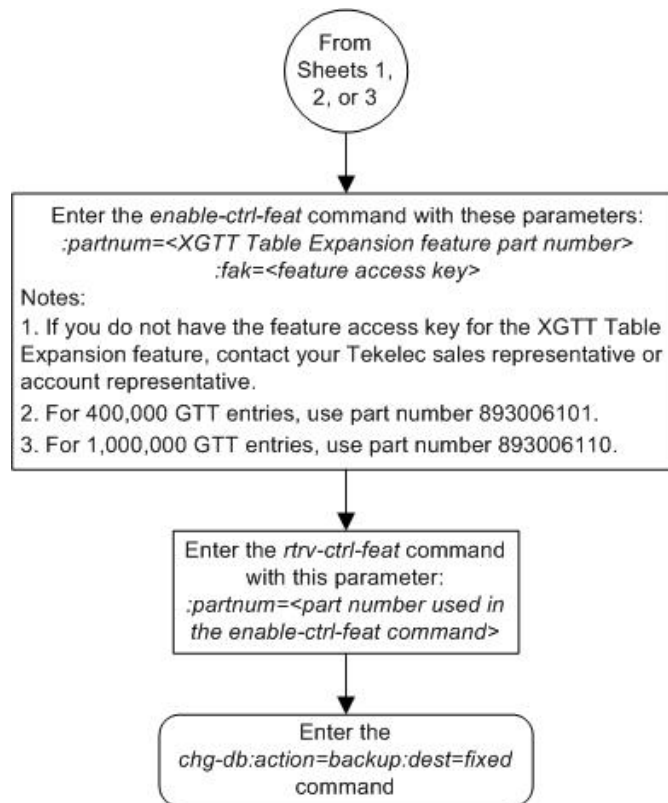 From
Sheets 1,
2, or 3
Enter the enable-ctrl-feat command with these parameters:
:partnum=<XGTT Table Expansion feature part number>
:fak=<feature access key>
Notes:
1. If you do not have the feature access key for the XGTT Table
Expansion feature, contact your Tekelec sales representative or
account representative.
2. For 400,000 GTT entries, use part number 893006101.
3. For 1,000,000 GTT entries, use part number 893006110.
Enter the rtrv-ctrl-feat command
with this parameter:
:partnum=<part number used in
the enable-ctrl-feat command>
Enter the
chg-db:action=backup:dest=fixed
command